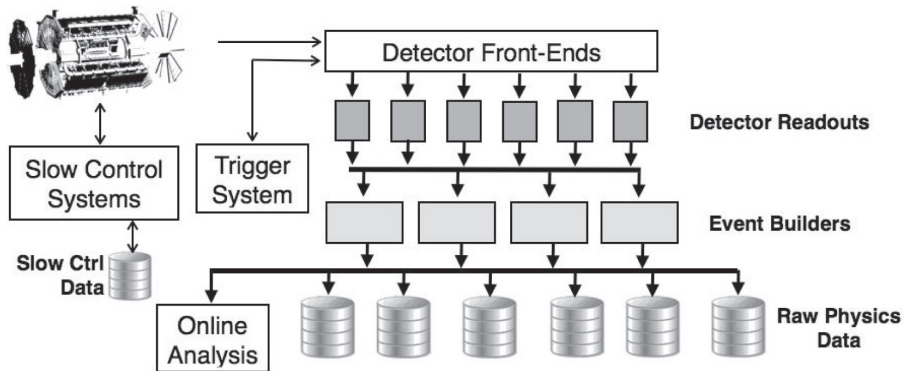 Detector Front-Ends
Detector Readouts
Slow Control
Systems
Trigger
System
Event Builders
Slow Ctrl
Data
Online
Analysis
Raw Physics
Data